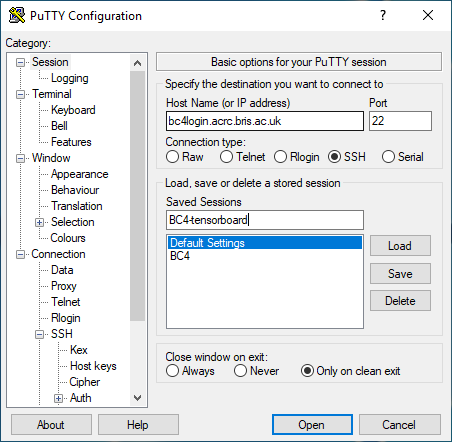 PuTTY Configuration
?
Category:
Session
Logging
Terminal
Keyboard
Bell
Features
Window
Appearance
Behaviour
Translation
Selection
Colours
Connection
Data
Proxy
Telnet
Rlogin
SSH
Kex
Host keys
Cipher
Auth
Basic options for your PuTTY session
Specify the destination you want to connect to
Host Name (or IP address) Port
bc4login.acrc.bris.ac.uk 22
Connection type:
Raw Telnet Rlogin SSH Serial
Load, save or delete a stored session
Saved Sessions
BC4-tensorboard
Default Settings
BC4
Load
Save
Delete
Close window on exit:
Always Never Only on clean exit
About Help Open Cancel